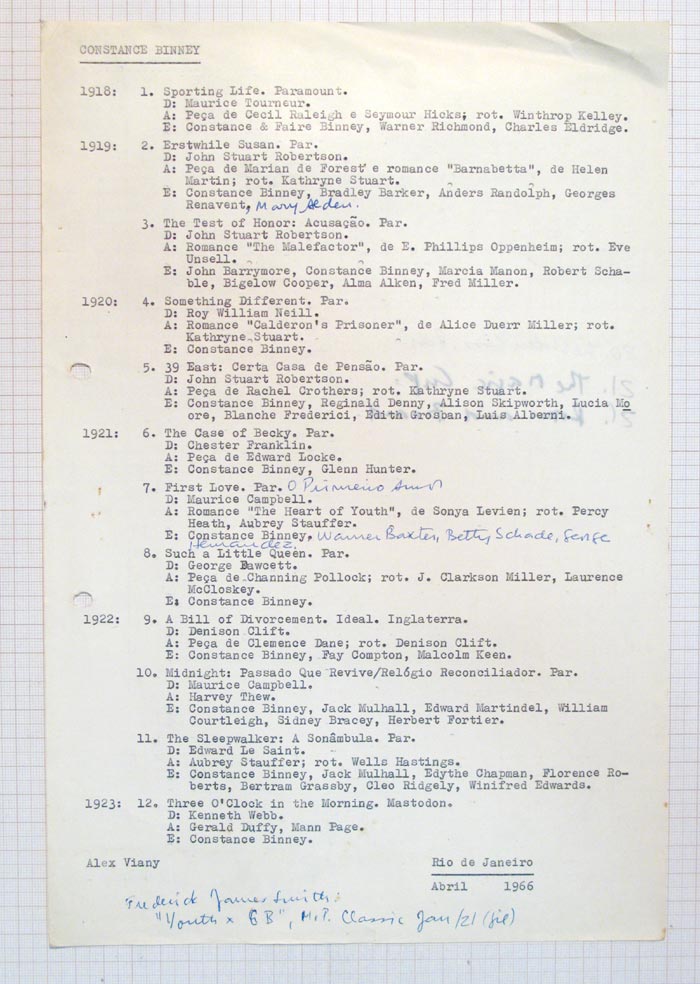 CONSTANCE BINNEY
1918: 1. Sporting Life. Paramount.
D: Maurice Tourneur.
A: Peça de Cecil Raleigh e Seymour Hicks; rot. Winthrop Kelley.
E: Constance & Faire Binney, Warner Richmond, Charles Eldridge.
1919: 2. Erstwhile Susan. Par.
D: John Stuart Robertson.
A: Peça de Marian de Forest e romance "Barnabetta", de Helen
Martin; rot. Kathryne Stuart.
E: Constance Binney, Bradley Barker, Anders Randolph, Georges
Renavent, Mary Alden.
3. The Test of Honor: Acusação. Par.
D: John Stuart Robertson.
A: Romance "The Malefactor", de E. Phillips Oppenheim; rot. Eve
Unsell.
E: John Barrymore, Constance Binney, Marcia Manon, Robert Scha-
ble, Bigelow Cooper, Alma Alken, Fred Miller.
1920: 4. Something Different. Par.
D: Roy William Neill.
A: Romance "Calderon's Prisoner", de Alice Duerr Miller; rot.
Kathryne Stuart.
E: Constance Binney.
5. 39 East: Certa Casa de Pensão. Par.
D: John Stuart Robertson.
A: Peça de Rachel Crothers; rot. Kathryne Stuart.
E: Constance Binney, Reginald Denny, Alison Skipworth, Lucia Mo
ore, Blanche Frederici, Edith Grosban, Luis Alberni.
1921: 6. The Case of Becky. Par.
D: Chester Franklin.
A: Peça de Edward Locke.
E: Constance Binney, Glenn Hunter.
7. First Love. Par. O Primeiro Amor
D: Maurice Campbell.
A: Romance "The Heart of Youth", de Sonya Levien; rot. Percy
Heath, Aubrey Stauffer.
E: Constance Binney, Warner Baxter, Betty Schade, George
Hernandez.
8. Such a Little Queen. Par.
D: George Fawcett.
A: Peça de Channing Pollock; rot. J. Clarkson Miller, Laurence
McCloskey.
E: Constance Binney.
1922: 9. A Bill of Divorcement. Ideal. Inglaterra.
D: Denison Clift.
A: Peça de Clemence Dane; rot. Denison Clift.
E: Constance Binney, Fay Compton, Malcolm Keen.
10. Midnight: Passado Que Revive/Relógio Reconciliador. Par.
D: Maurice Campbell.
A: Harvey Thew.
E: Constance Binney, Jack Mulhall, Edward Martindel, William
Courtleigh, Sidney Bracey, Herbert Fortier.
11. The Sleepwalker: A Sonâmbula. Par.
D: Edward Le Saint.
A: Aubrey Stauffer; rot. Wells Hastings.
E: Constance Binney, Jack Mulhall, Edythe Chapman, Florence Ro-
berts, Bertram Grassby, Cleo Ridgely, Winifred Edwards.
1923: 12. Three O'Clock in the Morning. Mastodon.
D: Kenneth Webb.
A: Gerald Duffy, Mann Page.
E: Constance Binney.
Alex Viany Rio de Janeiro
Abril 1966
Frederick James Smith:
"Youth x CB", M.P. Classic Jan/21 (fil)